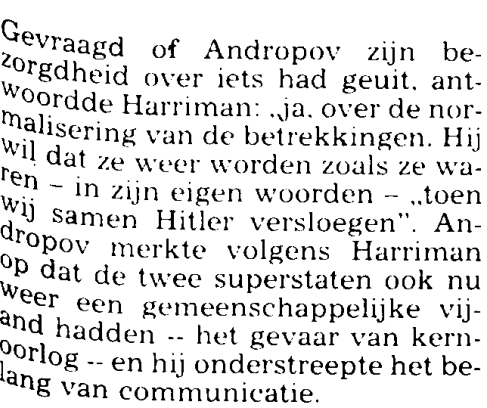 Gevraagd of Andropov zijn be-
zorgdheid over iets had geuit, ant-
woordde Harriman: „ja, over de nor-
malisering van de betrekkingen. Hij
wil dat ze weer worden zoals ze wa-
ren – in zijn eigen woorden – „toen
wij samen Hitler versloegen”. An-
dropov merkte volgens Harriman
op dat de twee superstaten ook nu
weer een gemeenschappelijke vij-
and hadden -- het gevaar van kern-
oorlog -- en hij onderstreepte het be-
lang van communicatie.